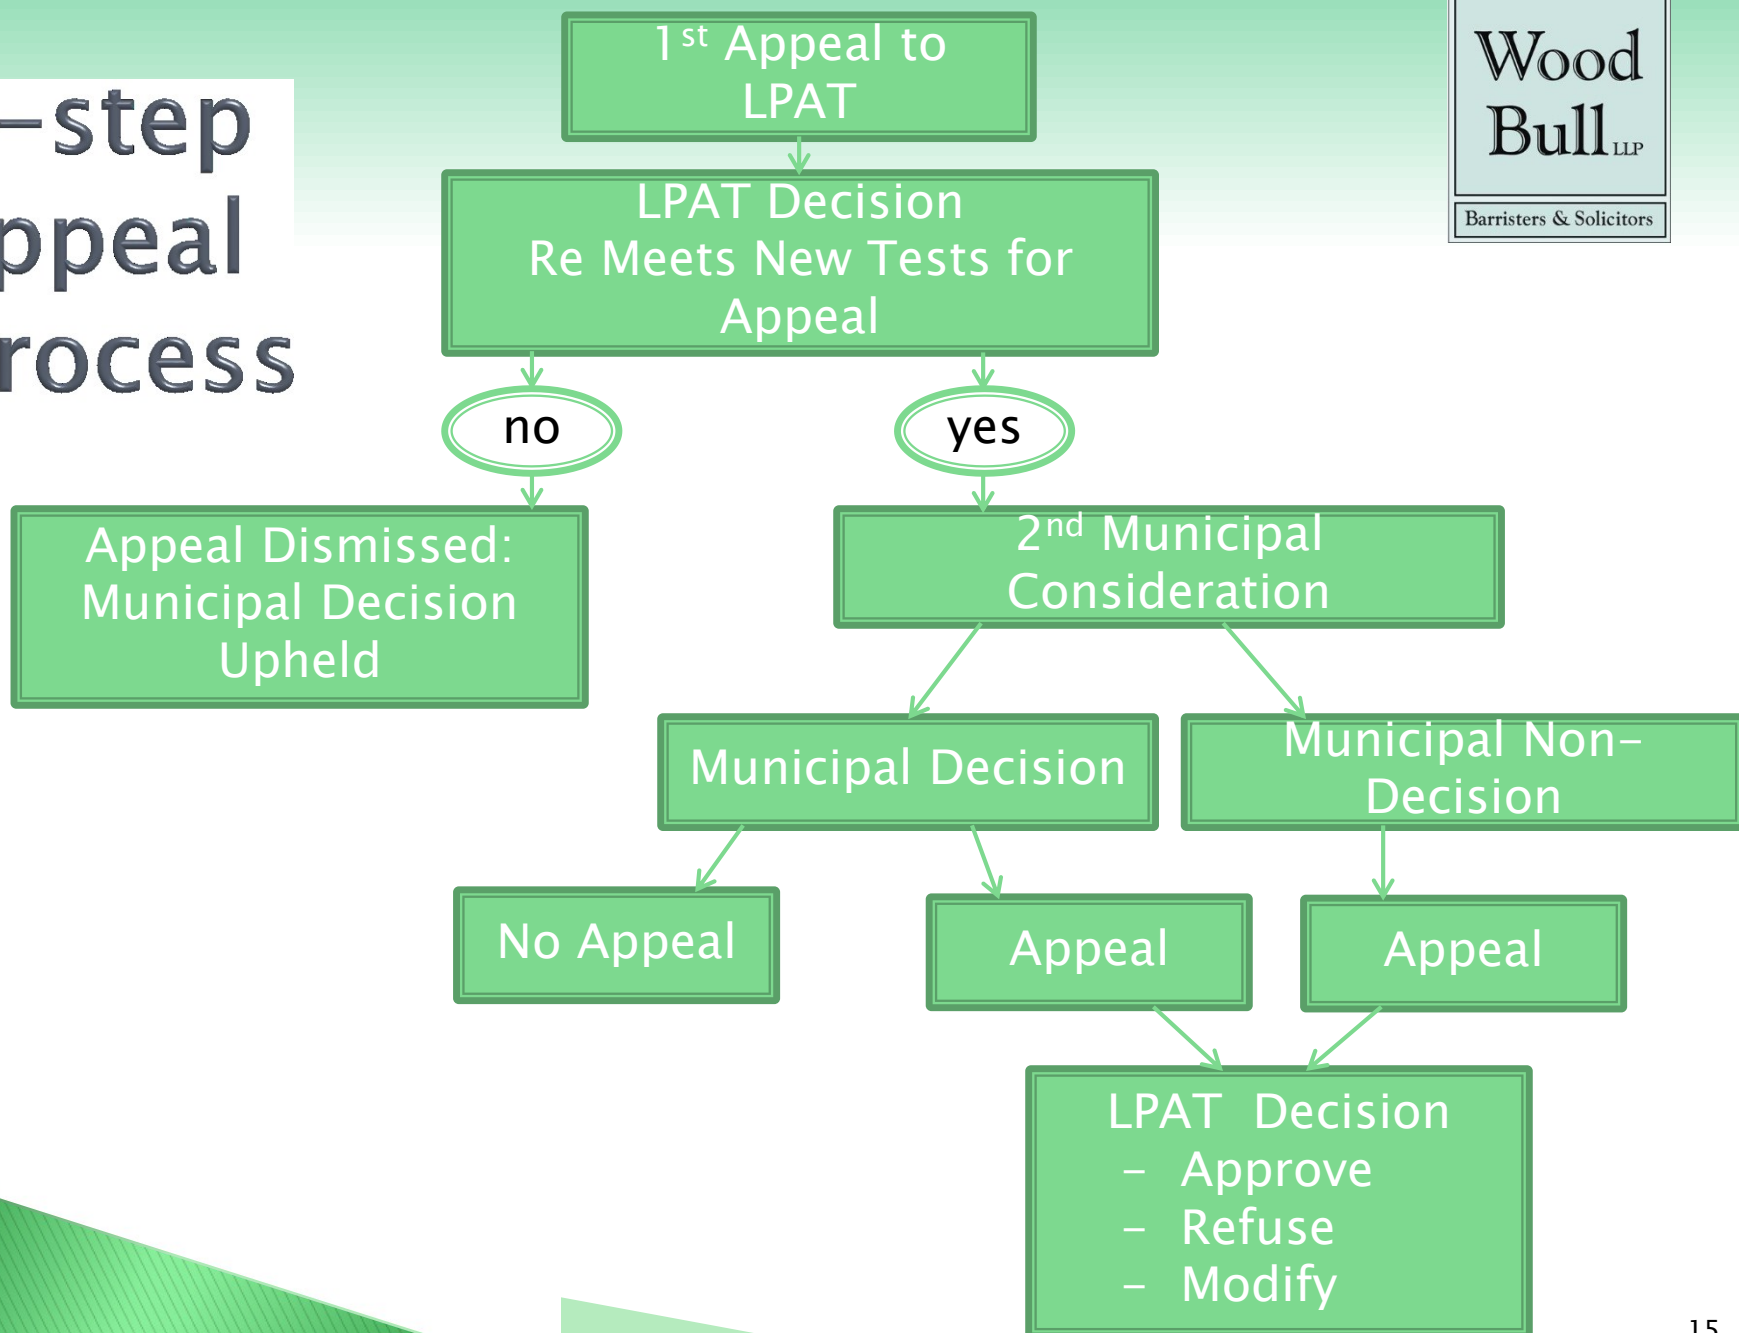 -step
ppeal
rocess
1st Appeal to
LPAT
Wood
Bull LLP
Barristers & Solicitors
LPAT Decision
Re Meets New Tests for
Appeal
no
yes
Appeal Dismissed:
Municipal Decision
Upheld
2nd Municipal
Consideration
Municipal Decision
Municipal Non-
Decision
No Appeal
Appeal
Appeal
LPAT Decision
- Approve
- Refuse
- Modify
15